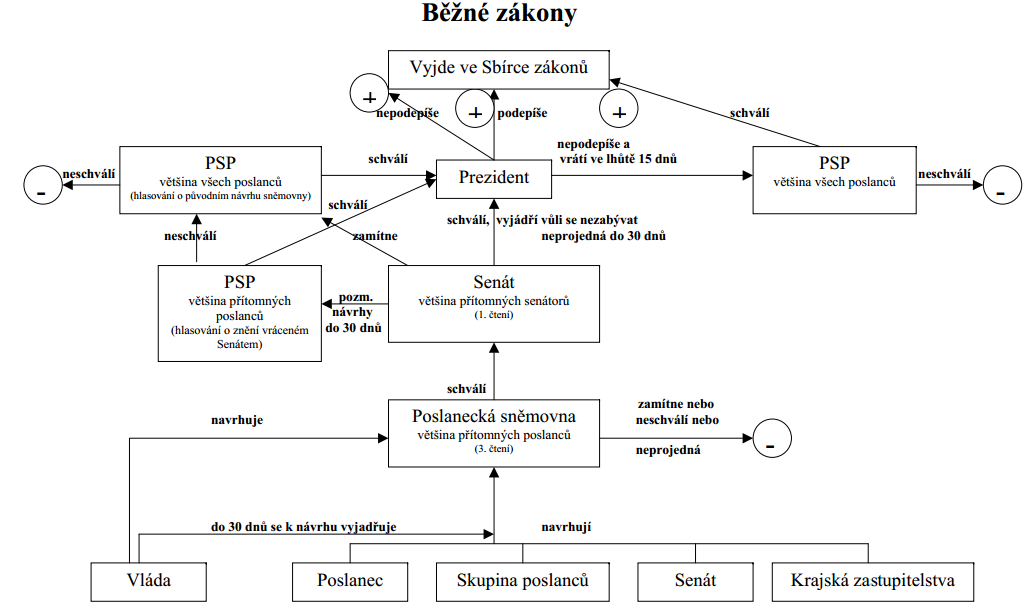 Běžné zákony
Vyjde ve Sbírce zákonů
+
+
+
nepodepíše
podepíše
schválí
nepodepíše a
vrátí ve lhůtě 15 dnů
PSP
většina všech poslanců
(hlasování o původním návrhu sněmovny)
neschválí
-
schválí
Prezident
PSP
většina všech poslanců
neschválí
-
schválí
neschválí
zamítne
schválí, vyjádří vůli se nezabývat
neprojedná do 30 dnů
PSP
většina přítomných
poslanců
(hlasování o znění vráceném
Senátem)
pozm.
návrhy
do 30 dnů
Senát
většina přítomných senátorů
(1. čtení)
schválí
navrhuje
Poslanecká sněmovna
většina přítomných poslanců
(3. čtení)
zamítne nebo
neschválí nebo
neprojedná
-
do 30 dnů se k návrhu vyjadřuje
navrhují
Vláda
Poslanec
Skupina poslanců
Senát
Krajská zastupitelstva